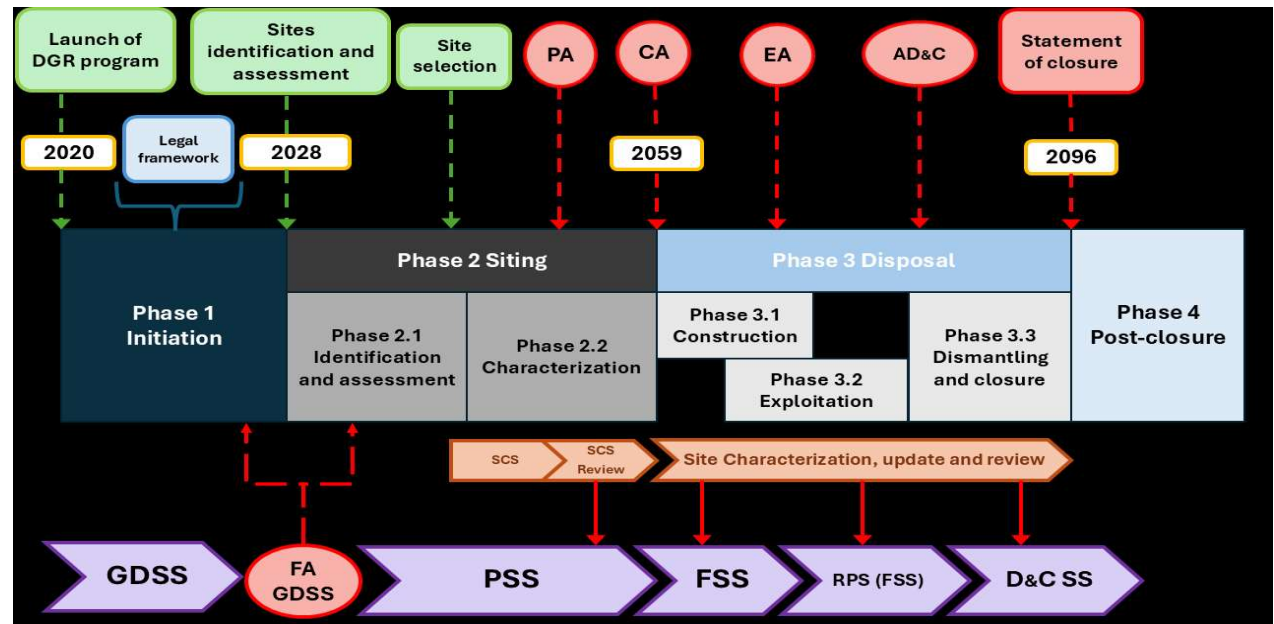 Launch of
DGR program
Sites
identification and
assessment
Site
selection
PA
CA
EA
AD&C
Statement
of closure
2020
Legal
framework
2028
2059
2096
Phase 1
Initiation
Phase 2 Siting
Phase 2.1
Identification
and assessment
Phase 2.2
Characterization
Phase 3 Disposal
Phase 3.1
Construction
Phase 3.2
Exploitation
Phase 3.3
Dismantling
and closure
Phase 4
Post-closure
SCS
SCS
Review
Site Characterization, update and review
GDSS
FA
GDSS
PSS
FSS
RPS (FSS)
D&C SS